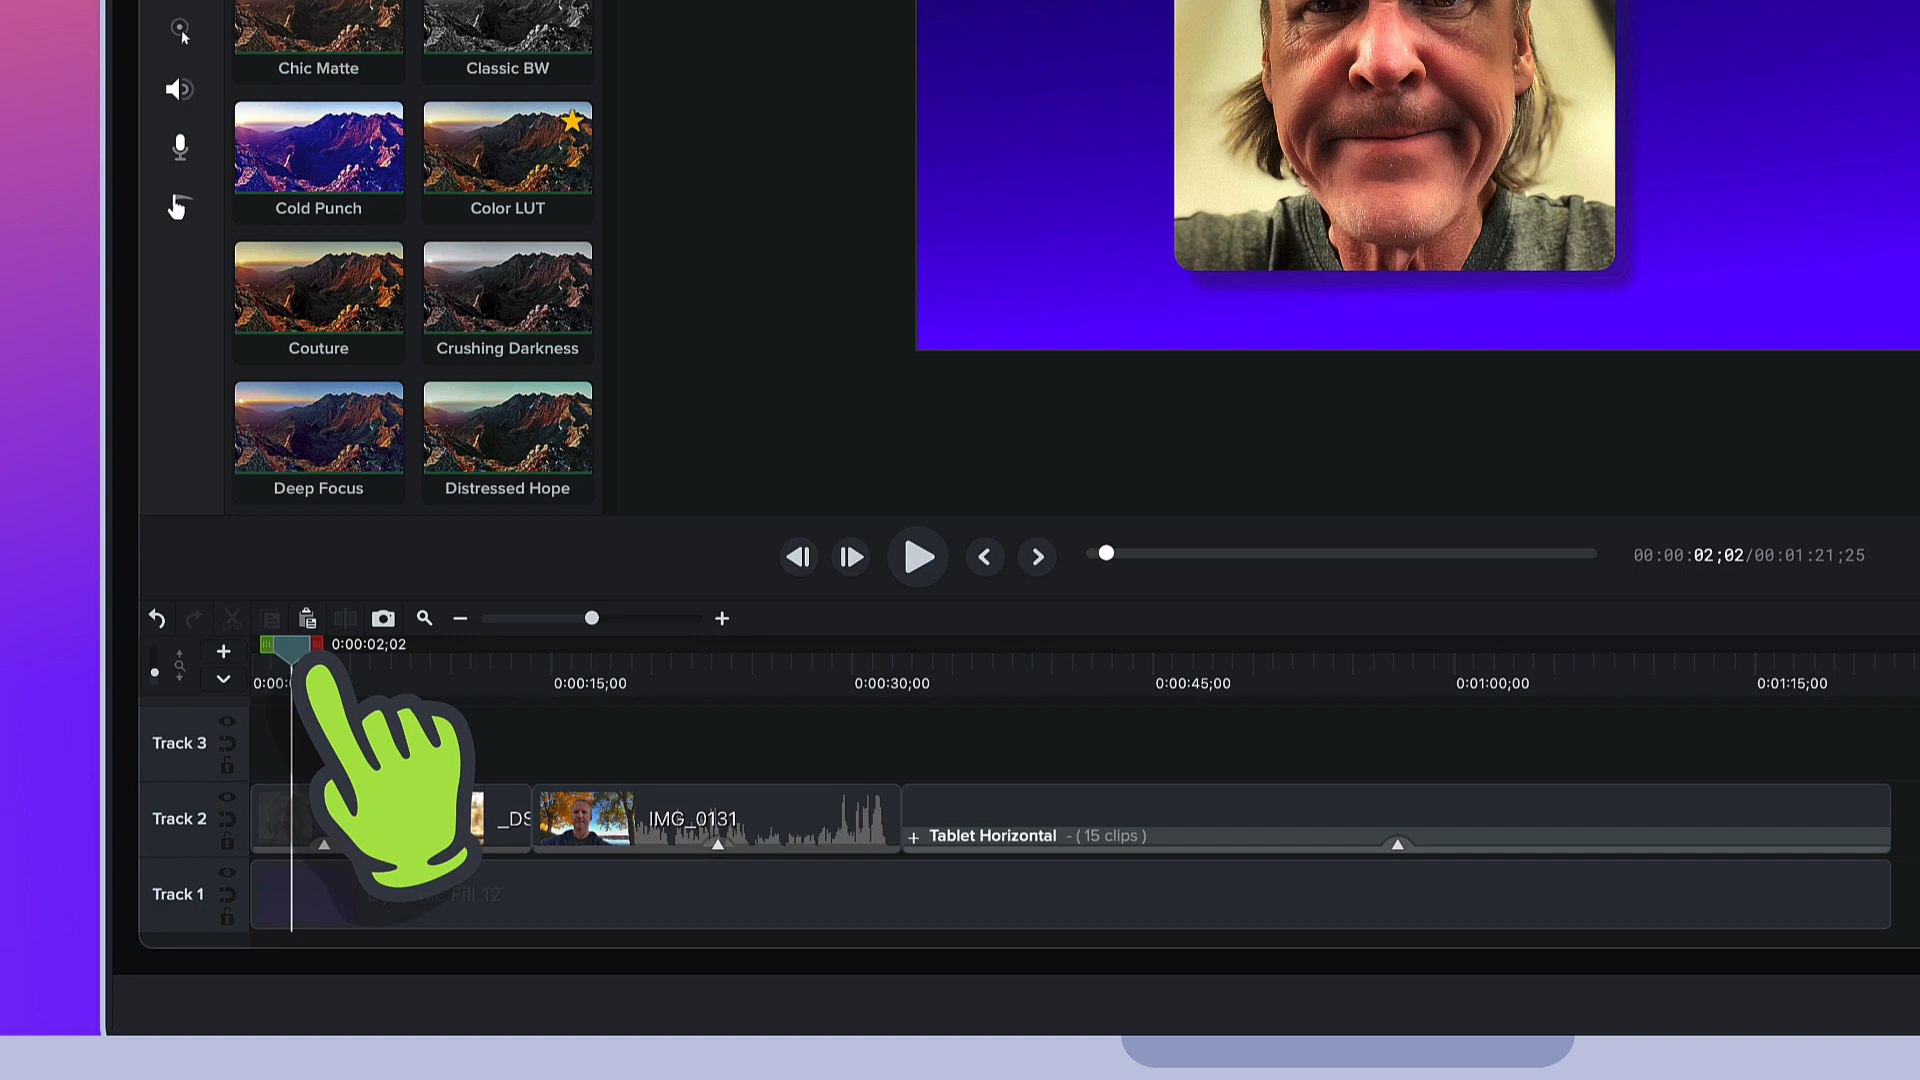 Chic Matte
Classic BW
Cold Punch
Color LUT
Couture
Crushing Darkness
Deep Focus
Distressed Hope
00:00:02;02/00:01:21;25
0:00:02;02
0:00:15;00
0:00:30;00
0:00:45;00
0:01:00;00
0:01:15;00
Track 3
Track 2
_DS
IMG_0131
+ Tablet Horizontal - ( 15 clips )
Track 1
Fill 12